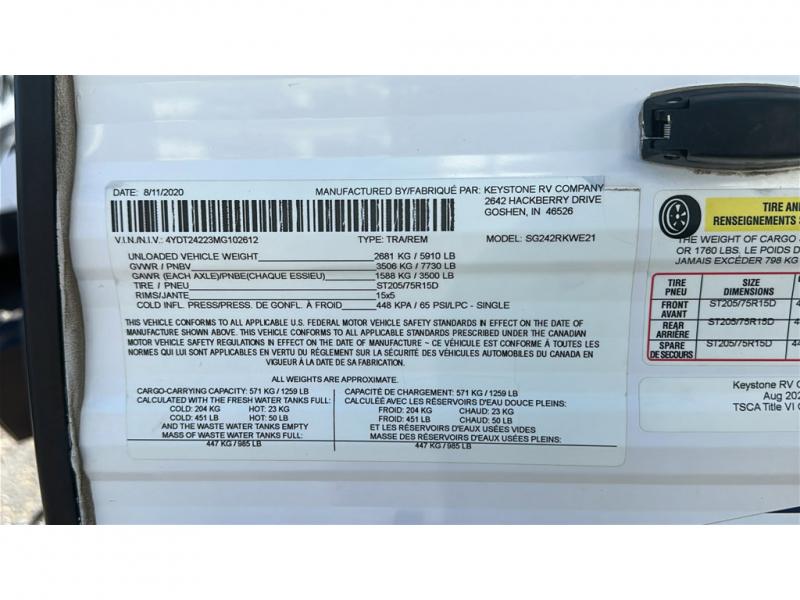 DATE: 8/11/2020
MANUFACTURED BY/FABRIQUÉ PAR: KEYSTONE RV COMPANY
2642 HACKBERRY DRIVE
GOSHEN, IN 46526
V.I.N./N.I.V.: 4YDT24223MG102612 TYPE: TRA/REM MODEL: SG242RKWE21
UNLOADED VEHICLE WEIGHT 2681 KG / 5910 LB
GVWR / PNBV 3506 KG / 7730 LB
GAWR (EACH AXLE)/PNBE(CHAQUE ESSIEU) 1588 KG / 3500 LB
TIRE / PNEU ST205/75R15D
RIMS/JANTE 15x5
COLD INFL. PRESS/PRESS. DE GONFL. À FROID 448 KPA / 65 PSI/LPC - SINGLE
THIS VEHICLE CONFORMS TO ALL APPLICABLE U.S. FEDERAL MOTOR VEHICLE SAFETY STANDARDS IN EFFECT ON THE DATE OF
MANUFACTURE SHOWN ABOVE. THIS VEHICLE CONFORMS TO ALL APPLICABLE STANDARDS PRESCRIBED UNDER THE CANADIAN
MOTOR VEHICLE SAFETY REGULATIONS IN EFFECT ON THE DATE OF MANUFACTURE ~ CE VÉHICULE EST CONFORME À TOUTES LES
NORMES QUI LUI SONT APPLICABLES EN VERTU DU RÉGLEMENT SUR LA SÉCURITÉ DES VÉHICULES AUTOMOBILES DU CANADA EN
VIGUEUR À LA DATE DE SA FABRICATION.
ALL WEIGHTS ARE APPROXIMATE.
CARGO-CARRYING CAPACITY: 571 KG / 1259 LB
CALCULATED WITH THE FRESH WATER TANKS FULL:
COLD: 204 KG HOT: 23 KG
COLD: 451 LB HOT: 50 LB
AND THE WASTE WATER TANKS EMPTY
MASS OF WASTE WATER TANKS FULL:
447 KG / 985 LB
CAPACITÉ DE CHARGEMENT: 571 KG / 1259 LB
CALCULÉE AVEC LES RÉSERVOIRS D'EAU DOUCE PLEINS:
FROID: 204 KG CHAUD: 23 KG
FROID: 451 LB CHAUD: 50 LB
ET LES RÉSERVOIRS D'EAU USÉES VIDES
MASSE DES RÉSERVOIRS D'EAU USÉES PLEINS:
447 KG / 985 LB
TIRE AN
RENSEIGNEMENTS S
THE WEIGHT OF CARGO
OR 1760 LBS. LE POIDS D
JAMAIS EXCÉDER 798 KG
TIRE SIZE
PNEU DIMENSIONS
FRONT ST205/75R15D 4
AVANT
REAR ST205/75R15D 4
ARRIÈRE
SPARE ST205/75R15D 44
DE SECOURS
Keystone RV C
Aug 202
TSCA Title VI C